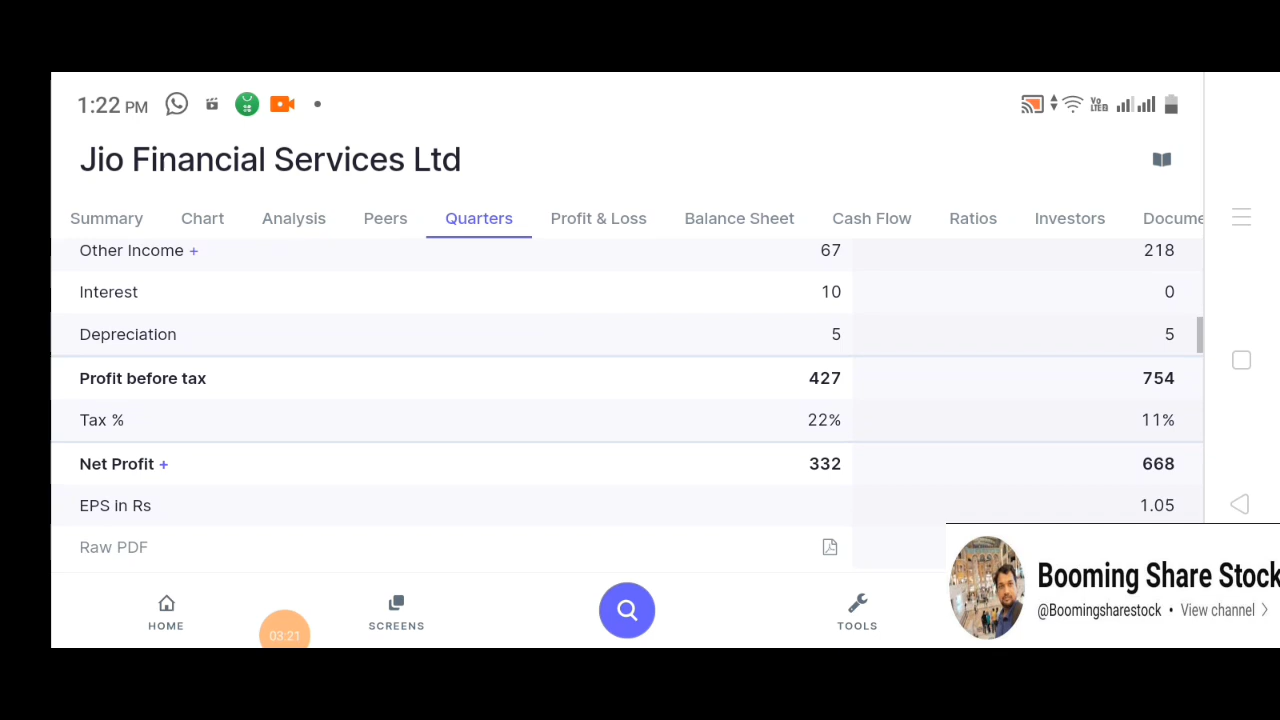 1:22 PM
Jio Financial Services Ltd
Summary Chart Analysis Peers Quarters Profit & Loss Balance Sheet Cash Flow Ratios Investors Docume
Other Income + 67 218
Interest 10 0
Depreciation 5 5
Profit before tax 427 754
Tax % 22% 11%
Net Profit + 332 668
EPS in Rs 1.05
Raw PDF
HOME SCREENS TOOLS
03:21
Booming Share Stock
@Boomingsharestock • View channel >